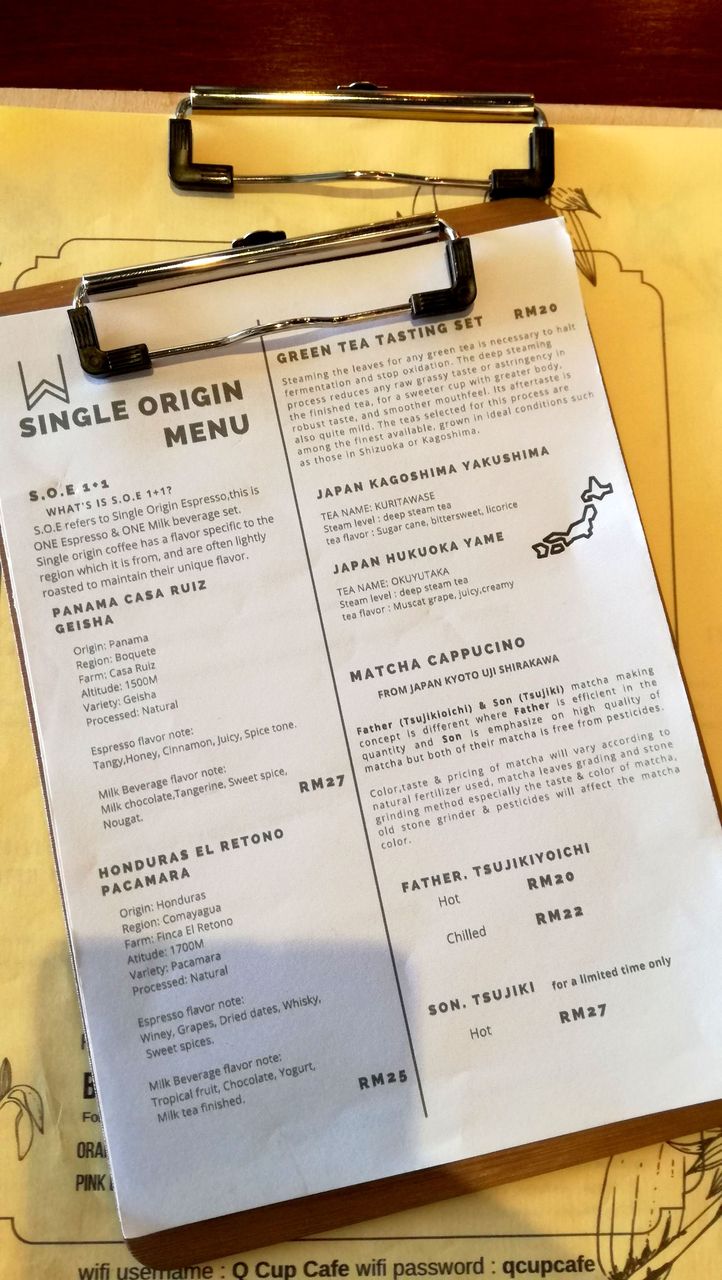 SINGLE ORIGIN
MENU
S.O.E 1+1
WHAT'S IS S.O.E 1+1?
S.O.E refers to Single Origin Espresso,this is
ONE Espresso & ONE Milk beverage set.
Single origin coffee has a flavor specific to the
region which it is from, and are often lightly
roasted to maintain their unique flavor.
PANAMA CASA RUIZ
GEISHA
Origin: Panama
Region: Boquete
Farm: Casa Ruiz
Altitude: 1500M
Variety: Geisha
Processed: Natural
Espresso flavor note:
Tangy,Honey, Cinnamon, Juicy, Spice tone.
Milk Beverage flavor note:
Milk chocolate,Tangerine, Sweet spice,
Nougat.
RM27
HONDURAS EL RETONO
PACAMARA
Origin: Honduras
Region: Comayagua
Farm: Finca El Retono
Atitude: 1700M
Variety: Pacamara
Processed: Natural
Espresso flavor note:
Winey, Grapes, Dried dates, Whisky,
Sweet spices.
Milk Beverage flavor note:
Tropical fruit, Chocolate, Yogurt,
Milk tea finished.
RM25
GREEN TEA TASTING SET RM20
Steaming the leaves for any green tea is necessary to halt
fermentation and stop oxidation. The deep steaming
process reduces any raw grassy taste or astringency in
the finished tea, for a sweeter cup with greater body,
robust taste, and smoother mouthfeel. Its aftertaste is
also quite mild. The teas selected for this process are
among the finest available, grown in ideal conditions such
as those in Shizuoka or Kagoshima.
JAPAN KAGOSHIMA YAKUSHIMA
TEA NAME: KURITAWASE
Steam level : deep steam tea
tea flavor : Sugar cane, bittersweet, licorice
JAPAN HUKUOKA YAME
TEA NAME: OKUYUTAKA
Steam level : deep steam tea
tea flavor : Muscat grape, juicy,creamy
MATCHA CAPPUCINO
FROM JAPAN KYOTO UJI SHIRAKAWA
Father (Tsujikioichi) & Son (Tsujiki) matcha making
concept is different where Father is efficient in the
quantity and Son is emphasize on high quality of
matcha but both of their matcha is free from pesticides.
Color,taste & pricing of matcha will vary according to
natural fertilizer used, matcha leaves grading and stone
grinding method especially the taste & color of matcha,
old stone grinder & pesticides will affect the matcha
color.
FATHER. TSUJIKIYOICHI
Hot RM20
Chilled RM22
SON. TSUJIKI for a limited time only
Hot RM27
ORA
PINK
wifi username : Q Cup Cafe wifi password : qcupcafe